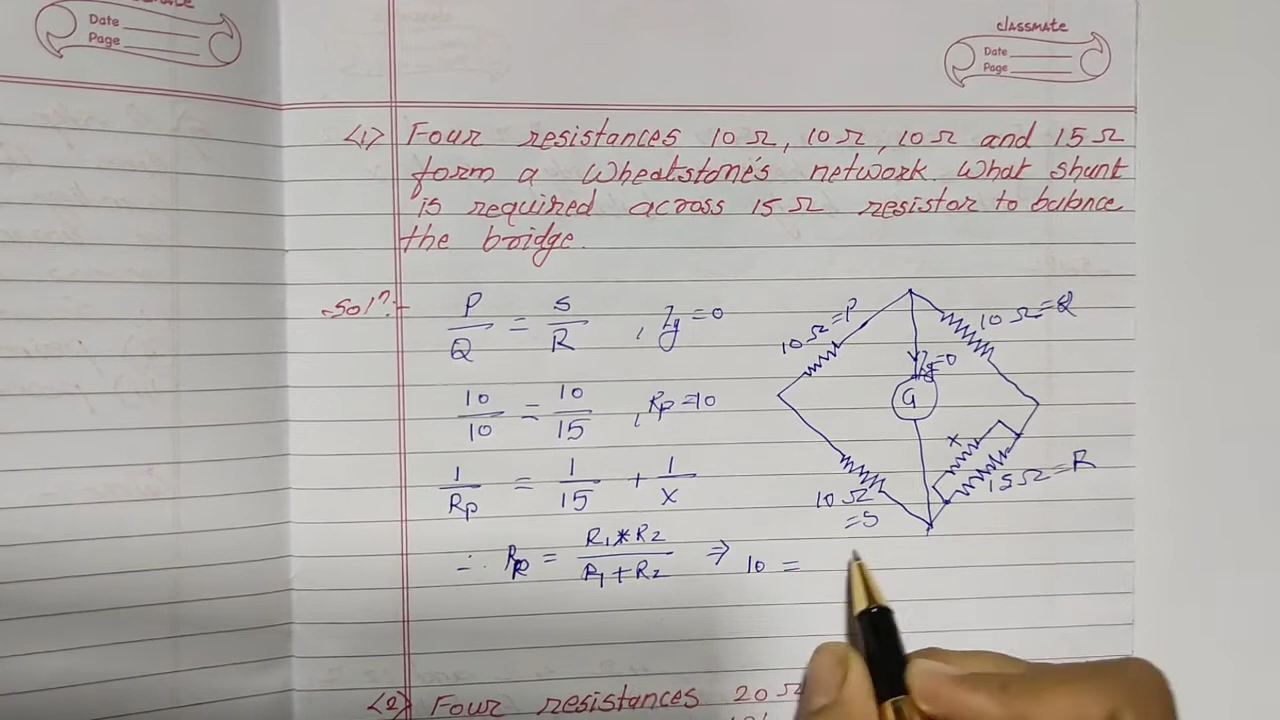 Date
Page
classmate
Date
Page
<1> Four resistances 10 Ω, 10 Ω, 10 Ω and 15 Ω
form a Wheatstone's network. What shunt
is required across 15 Ω resistor to balance
the bridge.
Solⁿ:-
P/Q = S/R , Ig = 0
10/10 = 10/15 , Rp = 10
1/Rp = 1/15 + 1/x
∴ Rp = R₁*R₂/R₁+R₂ ⇒ 10 =
10 Ω = P
10 Ω = Q
Ig=0
G
x
15 Ω = R
10 Ω
= S
<2> Four resistances 20 Ω